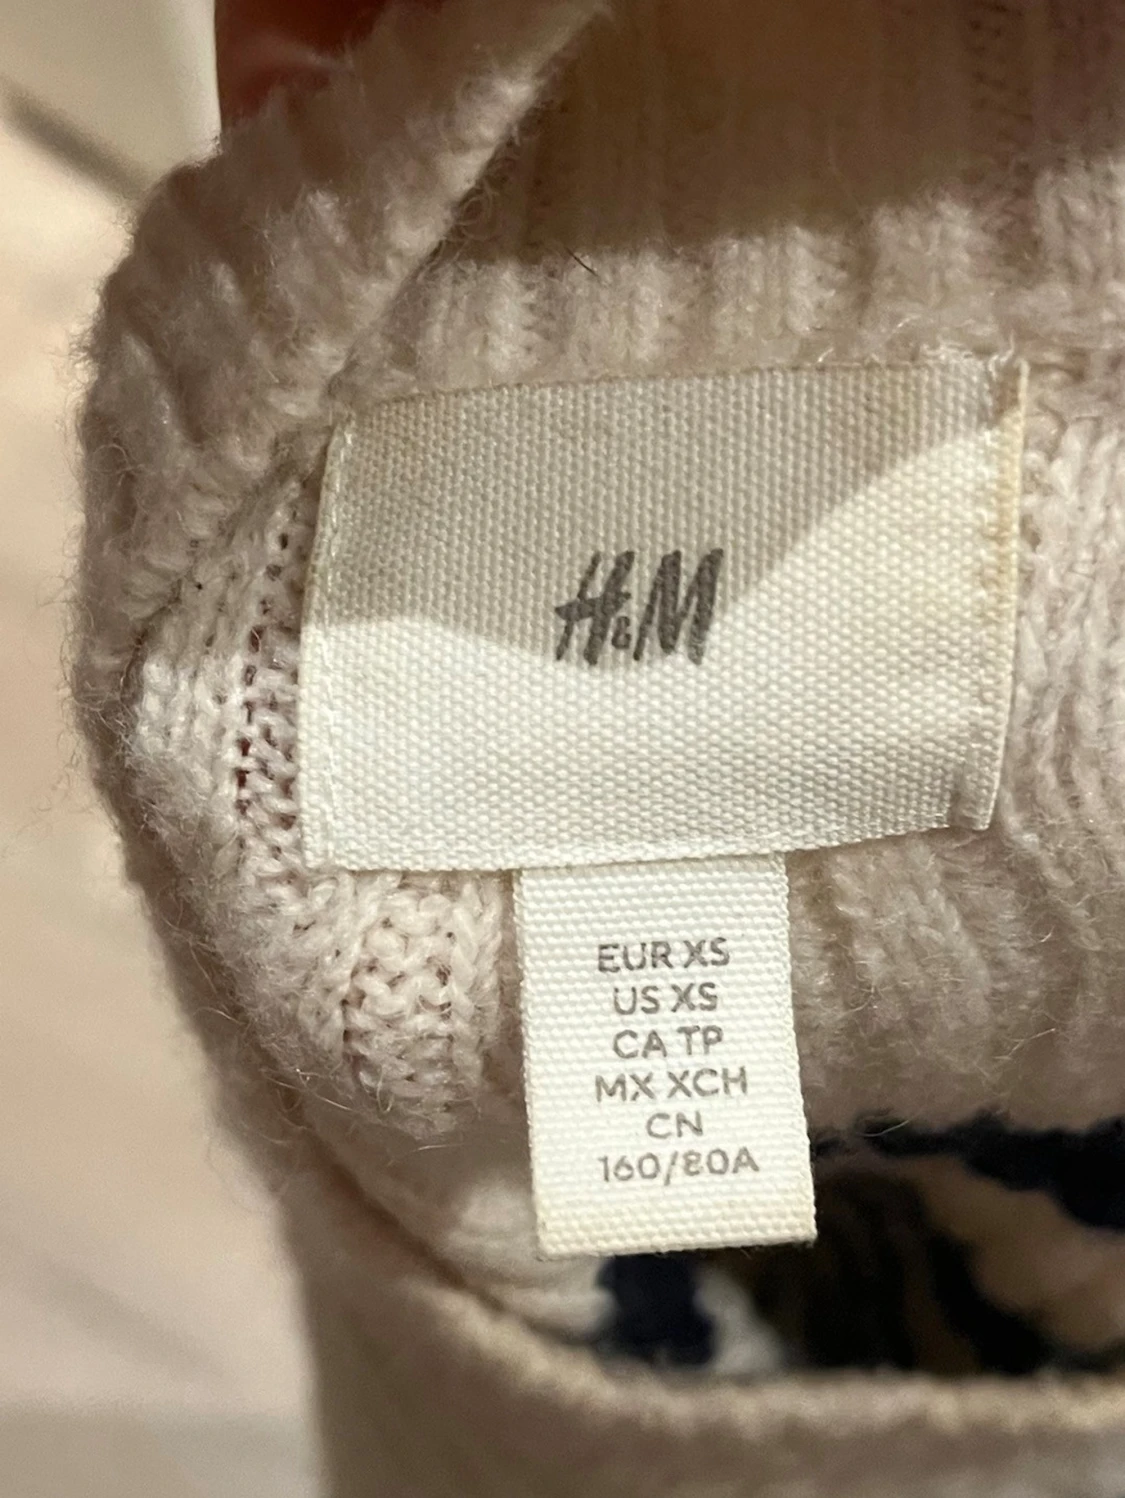 H&M
EUR XS
US XS
CA TP
MX XCH
CN
160/80A